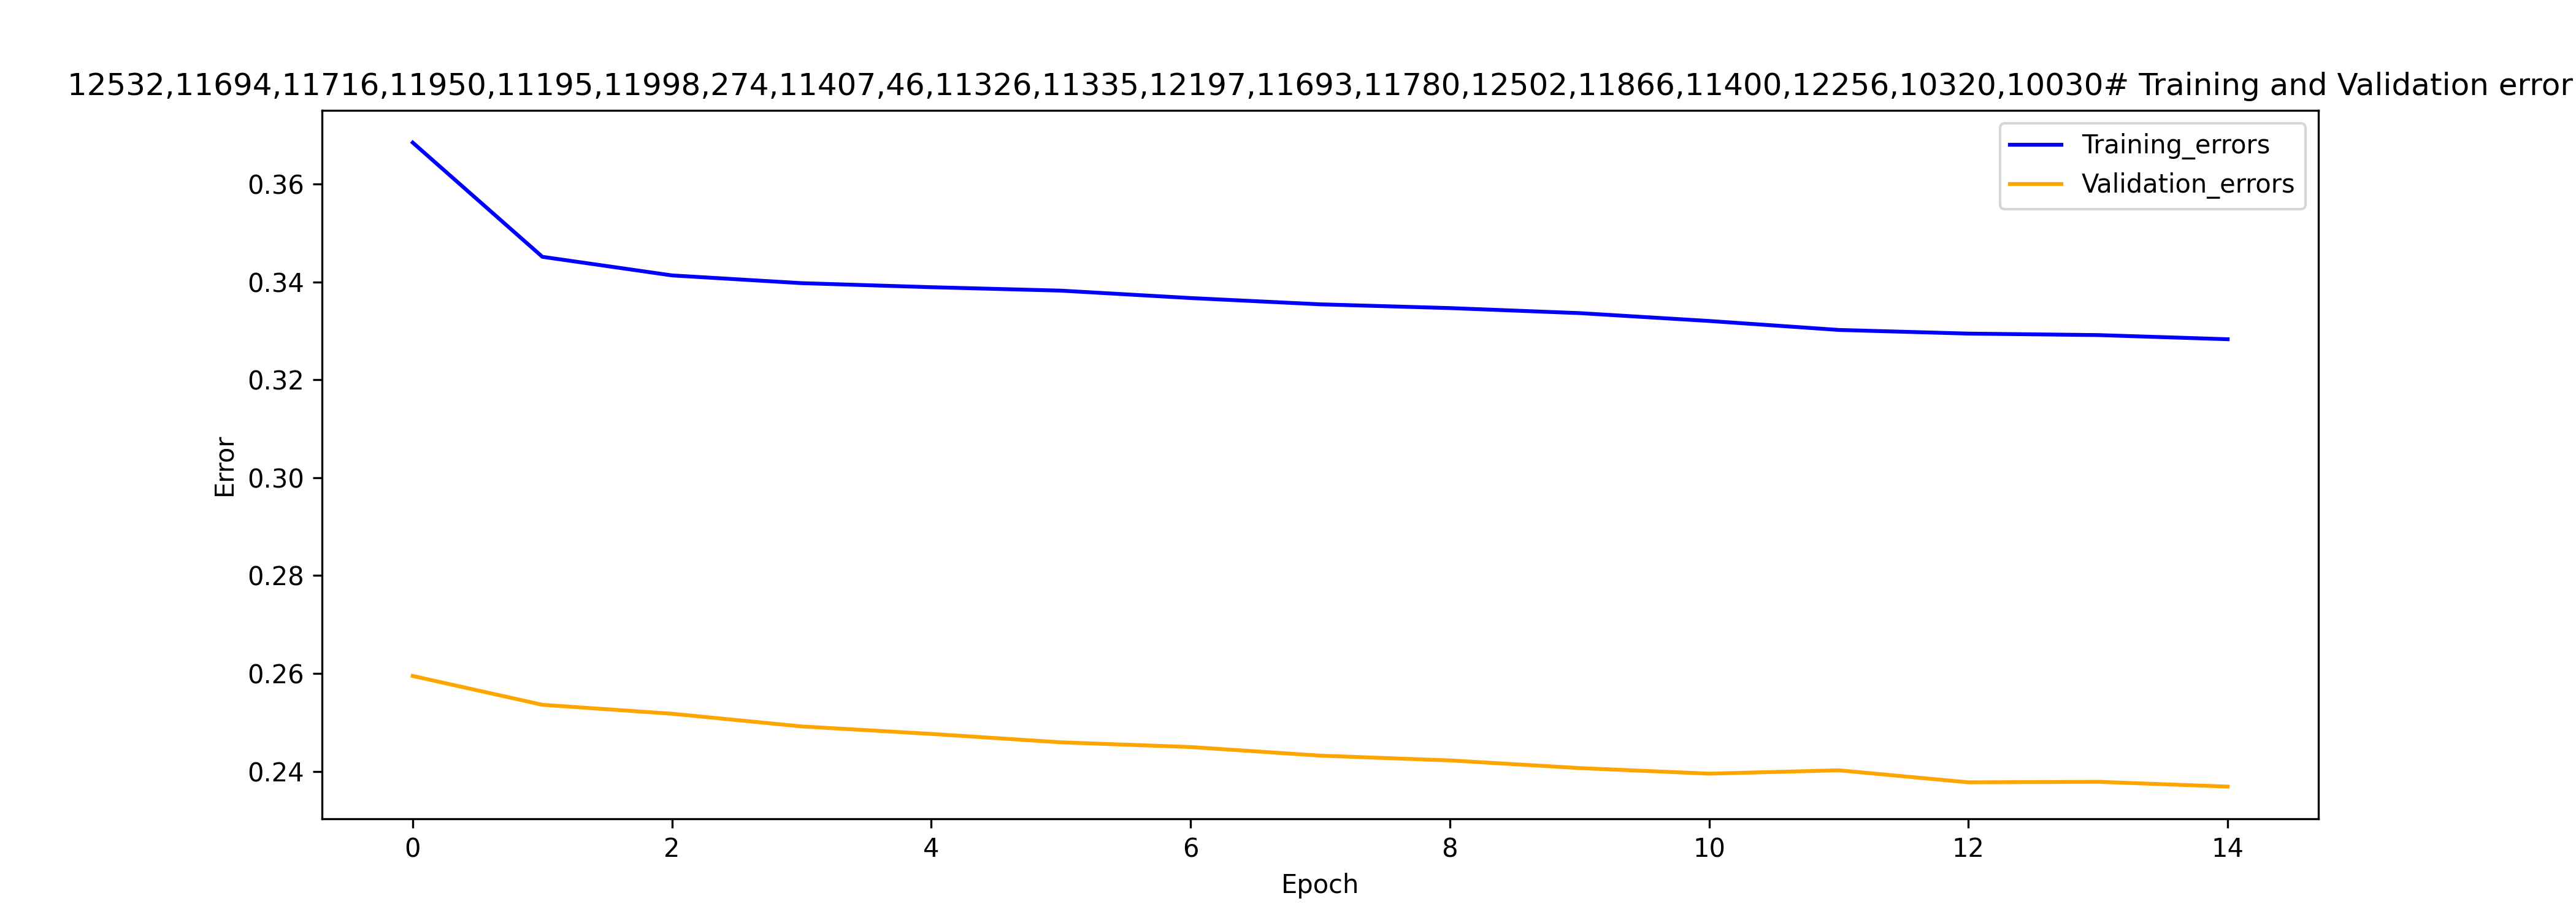 12532,11694,11716,11950,11195,11998,274,11407,46,11326,11335,12197,11693,11780,12502,11866,11400,12256,10320,10030# Training and Validation error
Training_errors
Validation_errors
0.36
0.34
0.32
0.30
0.28
0.26
0.24
Error
0 2 4 6 8 10 12 14
Epoch